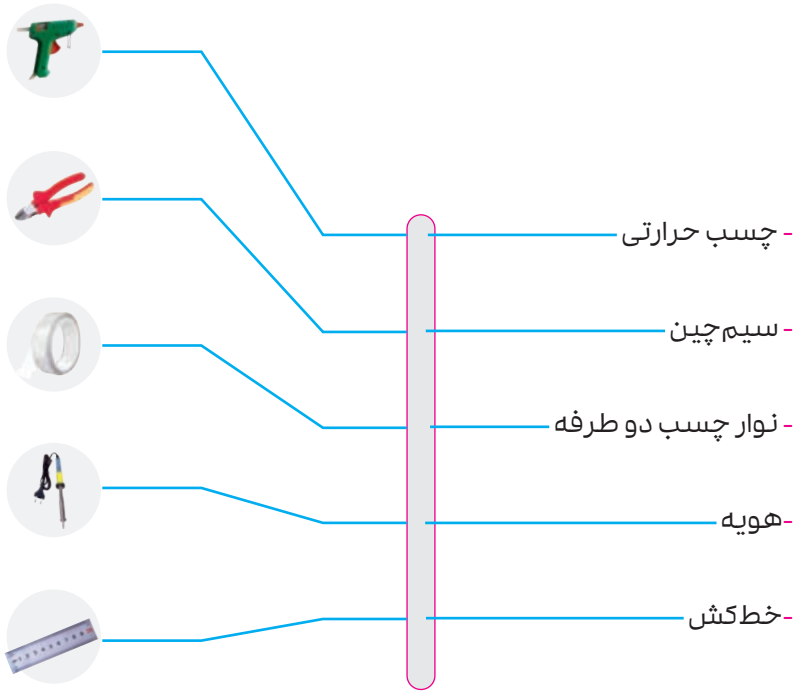 - چسب حرارتی
- سیم‌چین
- نوار چسب دو طرفه
-هویه
-خط‌کش